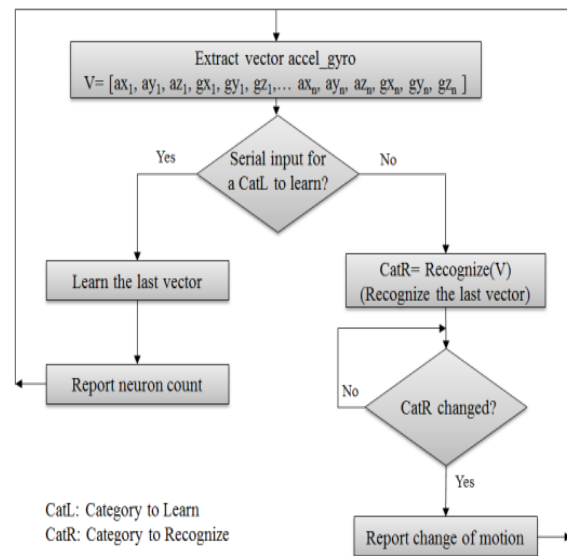 Extract vector accel_gyro
V= [ax₁, ay₁, az₁, gx₁, gy₁, gz₁,... axₙ, ayₙ, azₙ, gxₙ, gyₙ, gzₙ ]
Yes
Serial input for
a CatL to learn?
No
Learn the last vector
CatR= Recognize(V)
(Recognize the last vector)
Report neuron count
No
CatR changed?
Yes
CatL: Category to Learn
CatR: Category to Recognize
Report change of motion